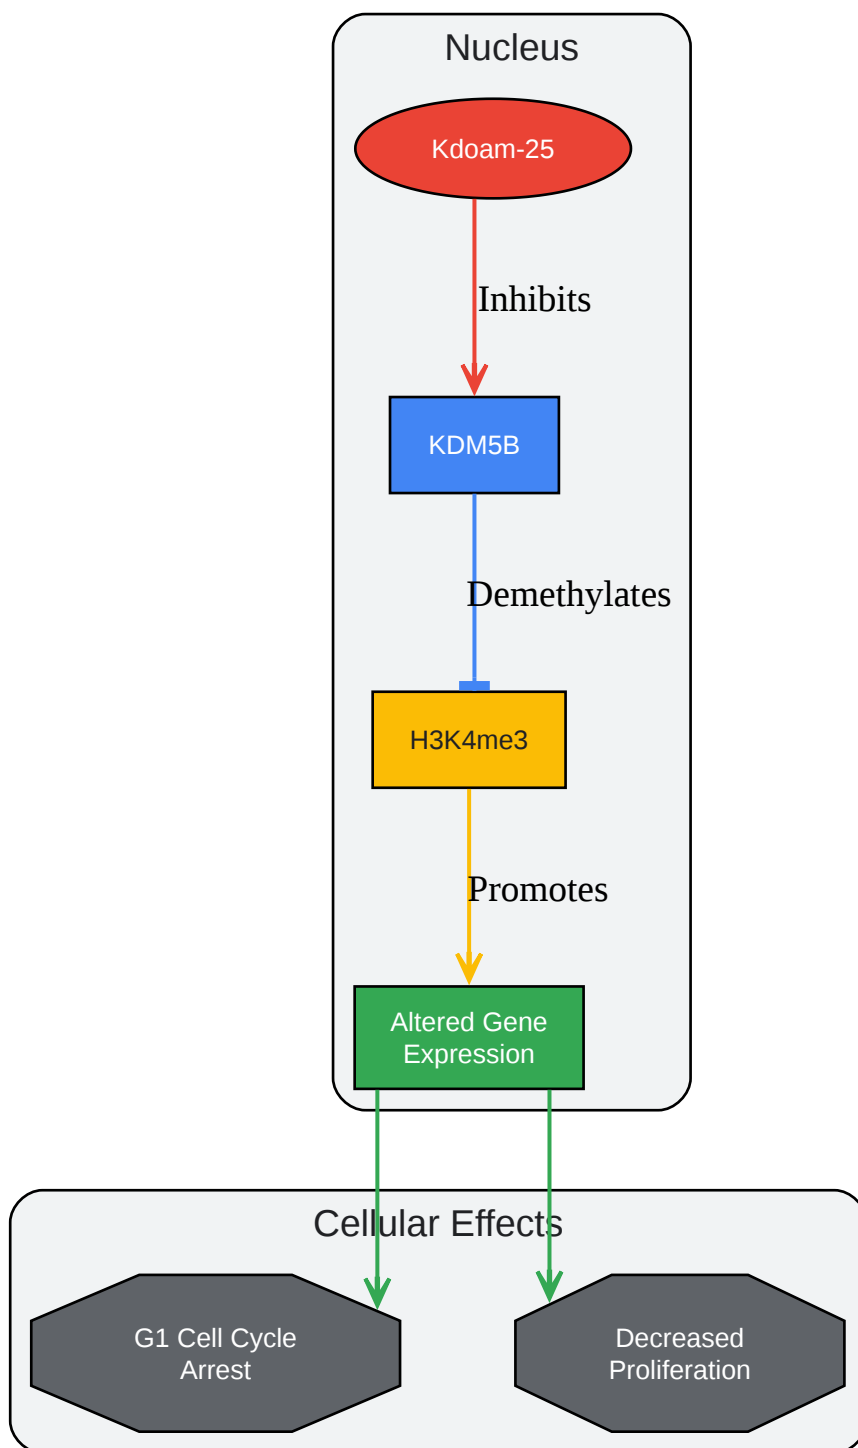 Nucleus
Kdoam-25
Inhibits
KDM5B
Demethylates
H3K4me3
Promotes
Altered Gene
Expression
Cellular Effects
G1 Cell Cycle
Arrest
Decreased
Proliferation